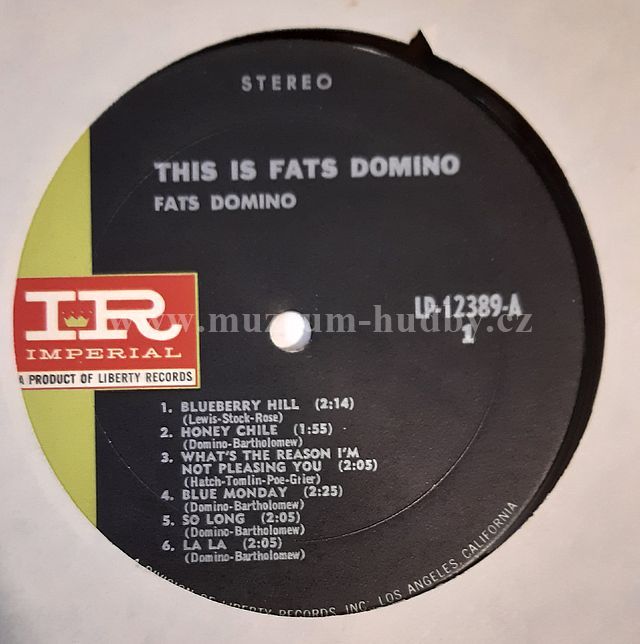 STEREO
THIS IS FATS DOMINO
FATS DOMINO
LP-12389-A
1
IR
IMPERIAL
A PRODUCT OF LIBERTY RECORDS
www.muzeum-hudby.cz
1. BLUEBERRY HILL (2:14)
(Lewis-Stock-Rose)
2. HONEY CHILE (1:55)
(Domino-Bartholomew)
3. WHAT'S THE REASON I'M
NOT PLEASING YOU (2:05)
(Hatch-Tomlin-Poe-Grier)
4. BLUE MONDAY (2:25)
(Domino-Bartholomew)
5. SO LONG (2:05)
(Domino-Bartholomew)
6. LA LA (2:05)
(Domino-Bartholomew)
A DIVISION OF LIBERTY RECORDS, INC., LOS ANGELES, CALIFORNIA